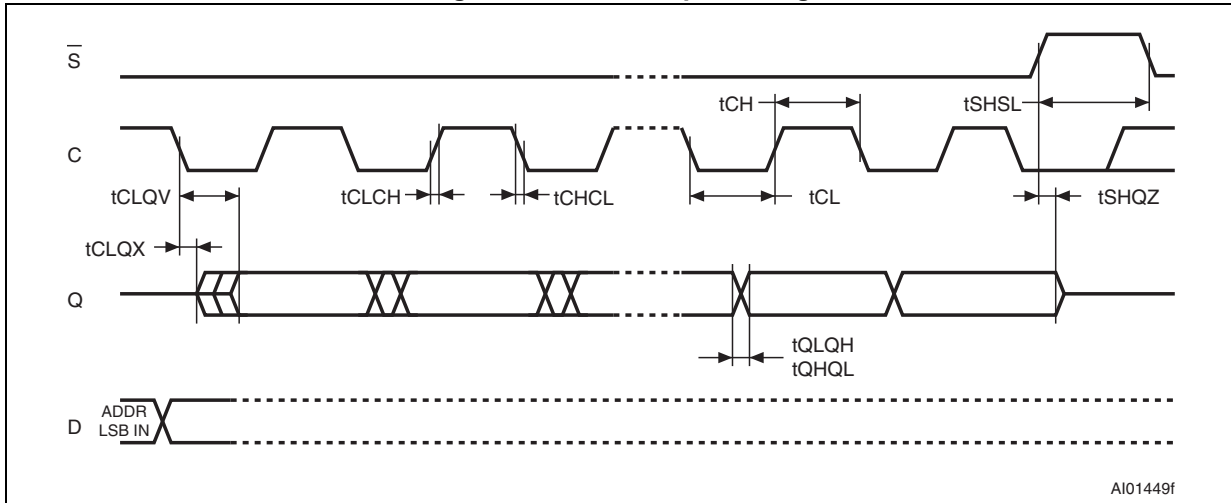 S
tCH
tSHSL
C
tCLQV
tCLCH
tCHCL
tCL
tSHQZ
tCLQX
Q
tQLQH
tQHQL
ADDR
D
LSB IN
AI01449f